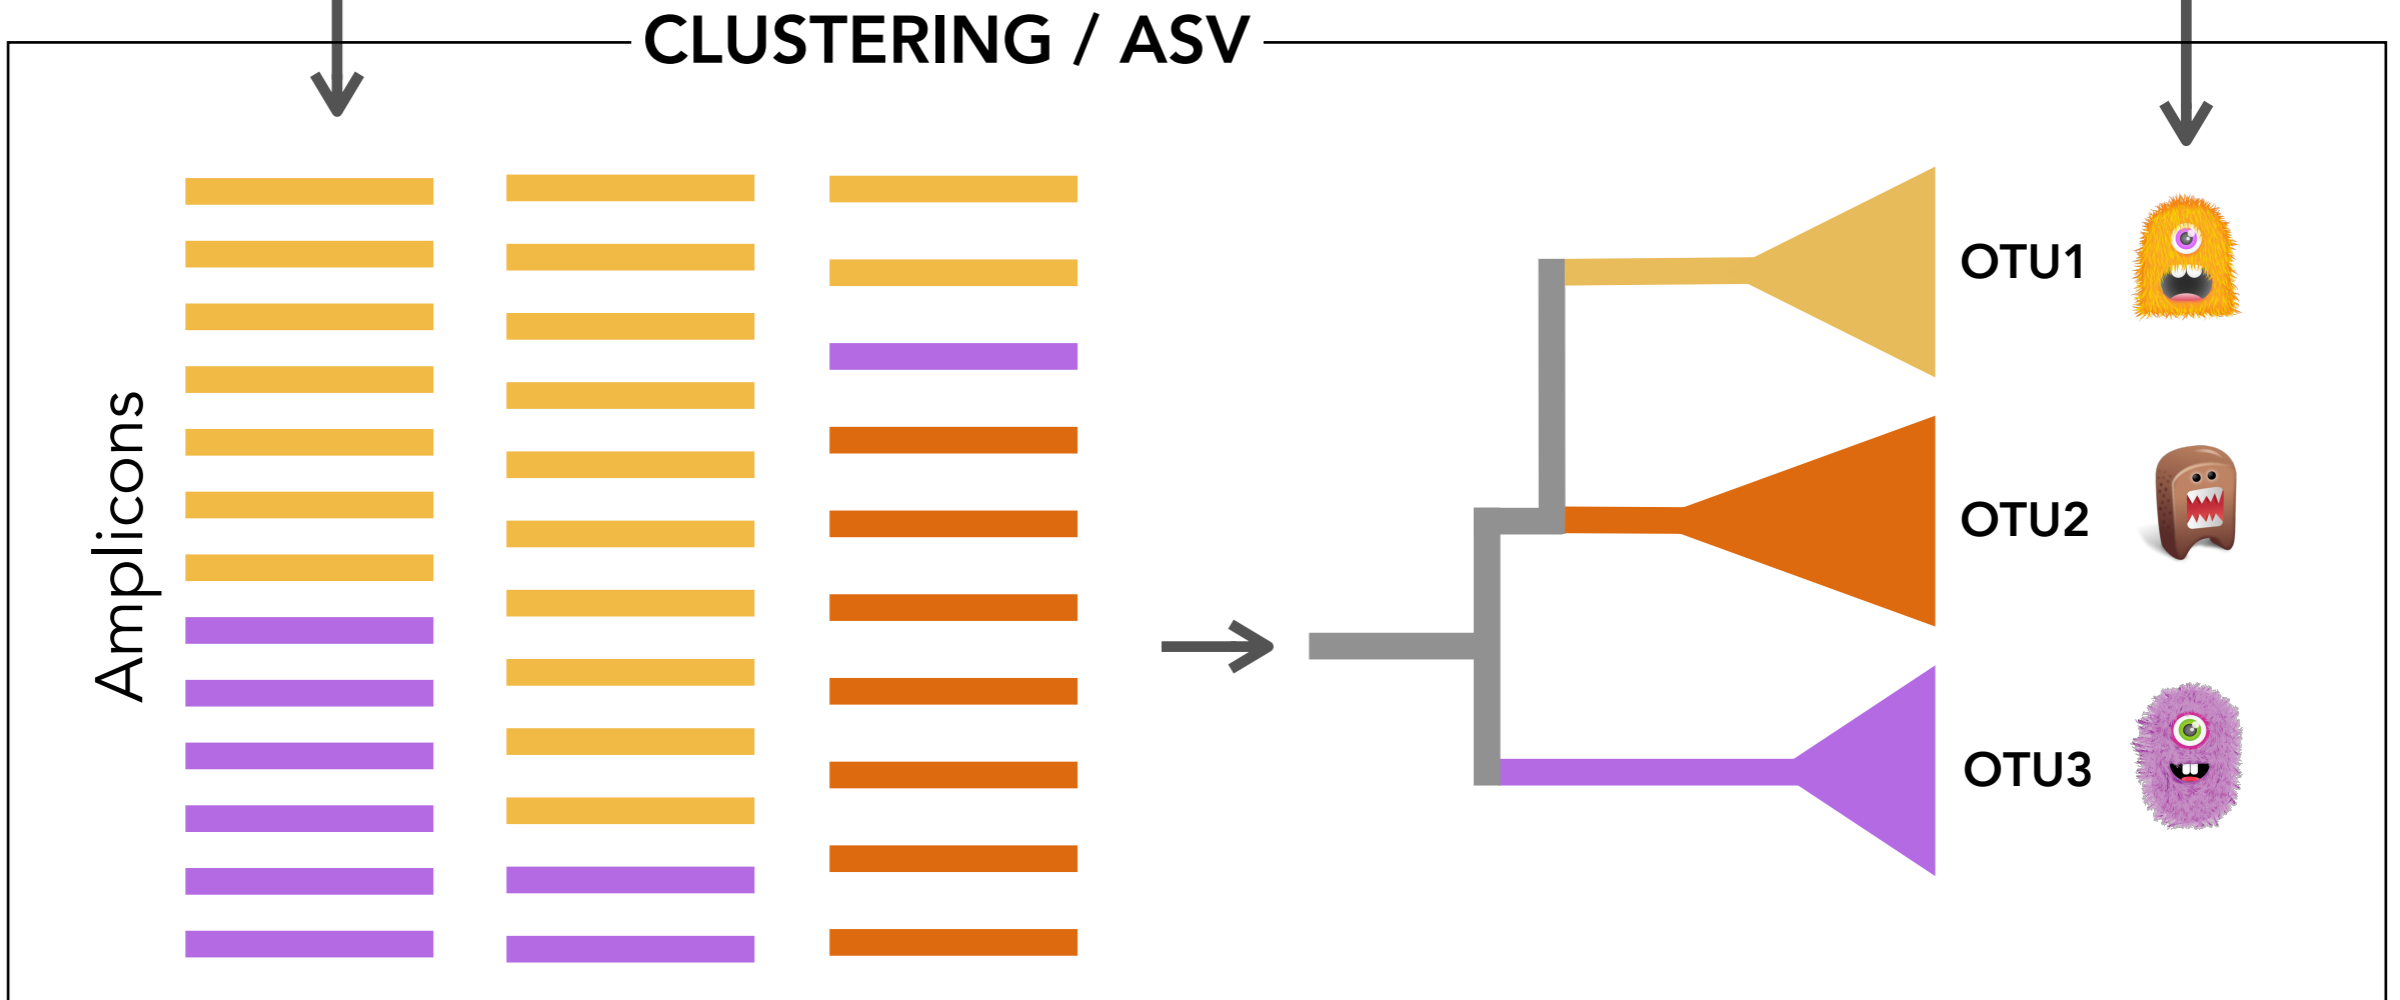 CLUSTERING / ASV
Amplicons
OTU1
OTU2
OTU3